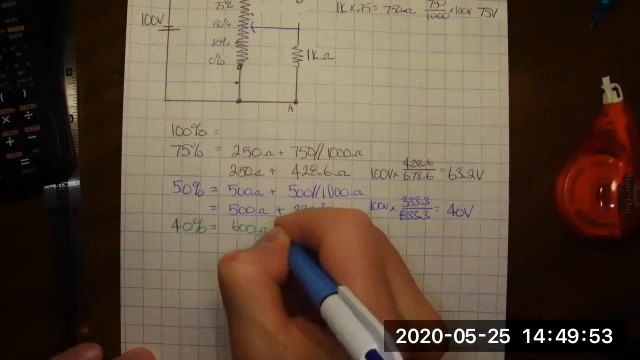 75%
1K x .75 = 750Ω 750/1000 x 100V 75V
100V
50%
25%
0%
1KΩ
A
100% =
75% = 250Ω + 750//1000Ω
250Ω + 428.6Ω 100V x 428.6/678.6 = 63.2V
50% = 500Ω + 500//1000Ω
= 500Ω + 100V x 333.3/833.3 = 40V
40% = 600Ω
2020-05-25 14:49:53